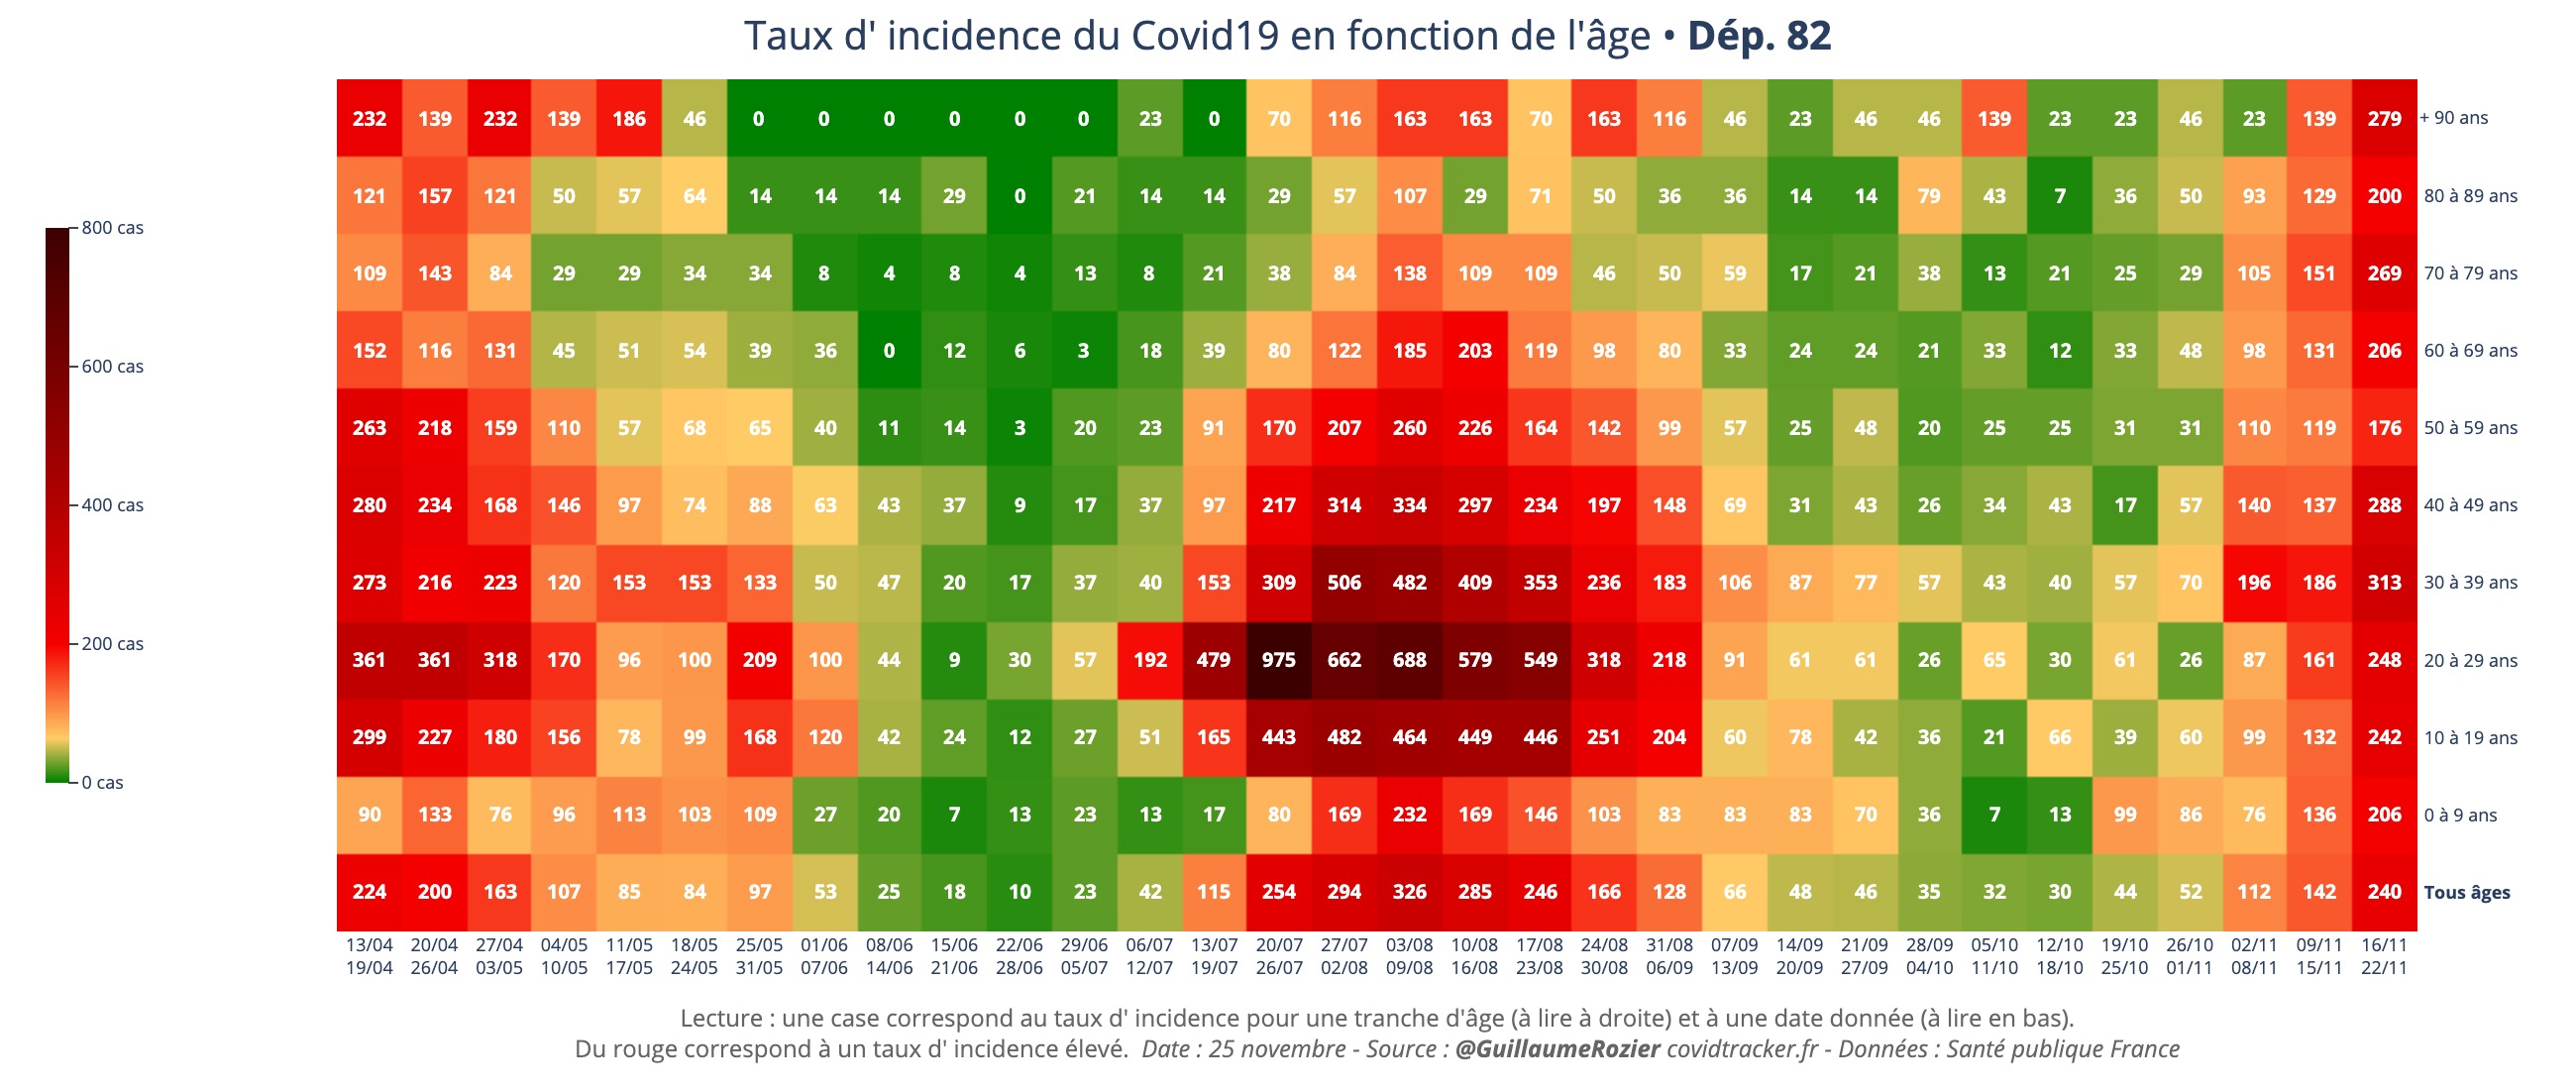 Taux d' incidence du Covid19 en fonction de l'âge • Dép. 82
232 139 232 139 186 46 0 0 0 0 0 0 23 0 70 116 163 163 70 163 116 46 23 46 46 139 23 23 46 23 139 279 + 90 ans
121 157 121 50 57 64 14 14 14 29 0 21 14 14 29 57 107 29 71 50 36 36 14 14 79 43 7 36 50 93 129 200 80 à 89 ans
800 cas
109 143 84 29 29 34 34 8 4 8 4 13 8 21 38 84 138 109 109 46 50 59 17 21 38 13 21 25 29 105 151 269 70 à 79 ans
152 116 131 45 51 54 39 36 0 12 6 3 18 39 80 122 185 203 119 98 80 33 24 24 21 33 12 33 48 98 131 206 60 à 69 ans
600 cas
263 218 159 110 57 68 65 40 11 14 3 20 23 91 170 207 260 226 164 142 99 57 25 48 20 25 25 31 31 110 119 176 50 à 59 ans
400 cas
280 234 168 146 97 74 88 63 43 37 9 17 37 97 217 314 334 297 234 197 148 69 31 43 26 34 43 17 57 140 137 288 40 à 49 ans
273 216 223 120 153 153 133 50 47 20 17 37 40 153 309 506 482 409 353 236 183 106 87 77 57 43 40 57 70 196 186 313 30 à 39 ans
200 cas
361 361 318 170 96 100 209 100 44 9 30 57 192 479 975 662 688 579 549 318 218 91 61 61 26 65 30 61 26 87 161 248 20 à 29 ans
299 227 180 156 78 99 168 120 42 24 12 27 51 165 443 482 464 449 446 251 204 60 78 42 36 21 66 39 60 99 132 242 10 à 19 ans
0 cas
90 133 76 96 113 103 109 27 20 7 13 23 13 17 80 169 232 169 146 103 83 83 83 70 36 7 13 99 86 76 136 206 0 à 9 ans
224 200 163 107 85 84 97 53 25 18 10 23 42 115 254 294 326 285 246 166 128 66 48 46 35 32 30 44 52 112 142 240 Tous âges
13/04 20/04 27/04 04/05 11/05 18/05 25/05 01/06 08/06 15/06 22/06 29/06 06/07 13/07 20/07 27/07 03/08 10/08 17/08 24/08 31/08 07/09 14/09 21/09 28/09 05/10 12/10 19/10 26/10 02/11 09/11 16/11
19/04 26/04 03/05 10/05 17/05 24/05 31/05 07/06 14/06 21/06 28/06 05/07 12/07 19/07 26/07 02/08 09/08 16/08 23/08 30/08 06/09 13/09 20/09 27/09 04/10 11/10 18/10 25/10 01/11 08/11 15/11 22/11
Lecture : une case correspond au taux d' incidence pour une tranche d'âge (à lire à droite) et à une date donnée (à lire en bas).
Du rouge correspond à un taux d' incidence élevé. Date : 25 novembre - Source : @GuillaumeRozier covidtracker.fr - Données : Santé publique France